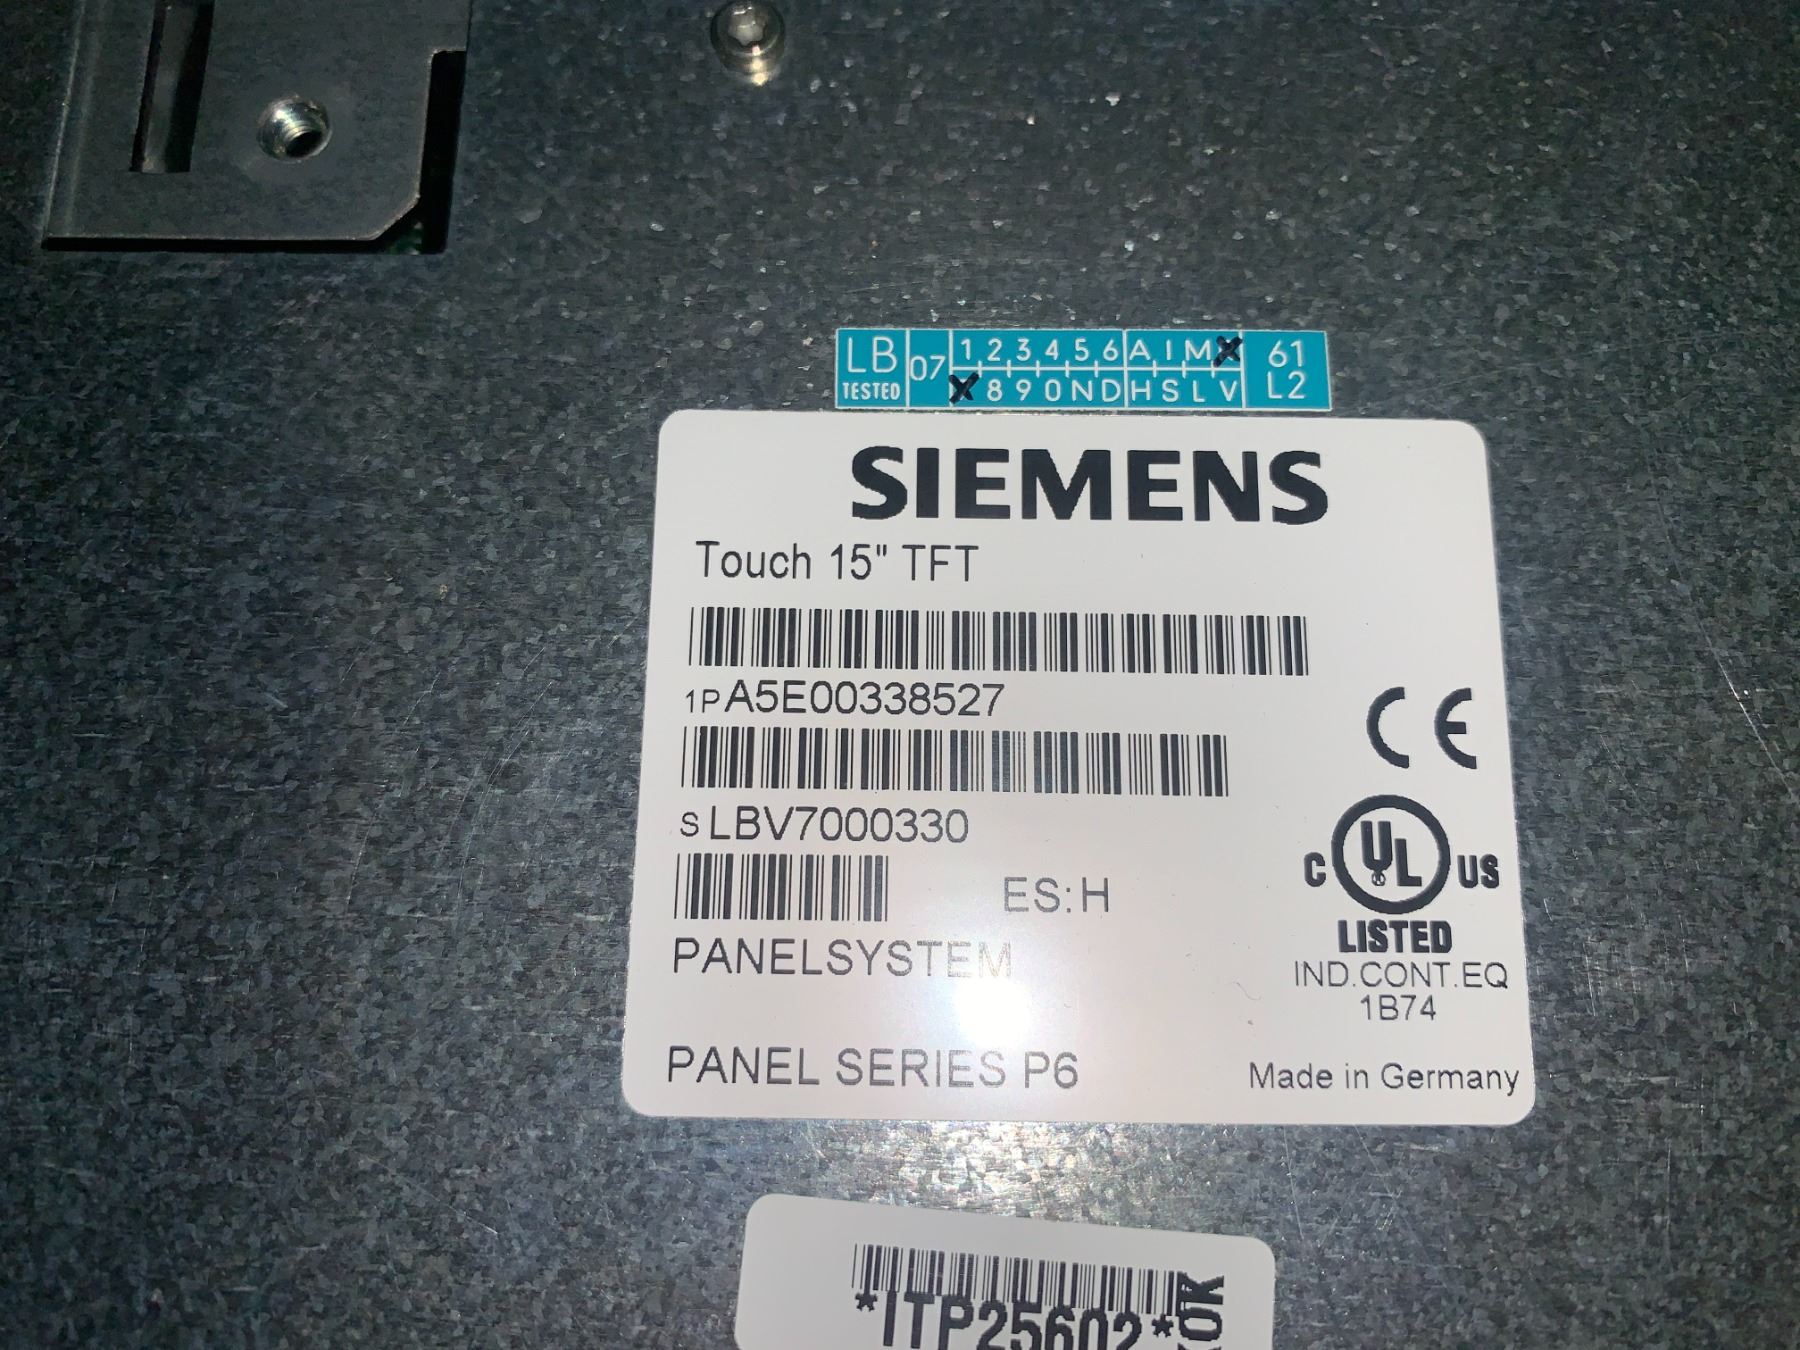 LB 07 1 2 3 4 5 6 A I M 61
TESTED 8 9 0 N D H S L V L2
SIEMENS
Touch 15" TFT
1P A5E00338527
S LBV7000330
ES: H
PANELSYSTEM
PANEL SERIES P6
CE
C UL US
LISTED
IND.CONT.EQ
1B74
Made in Germany
*ITP25602*